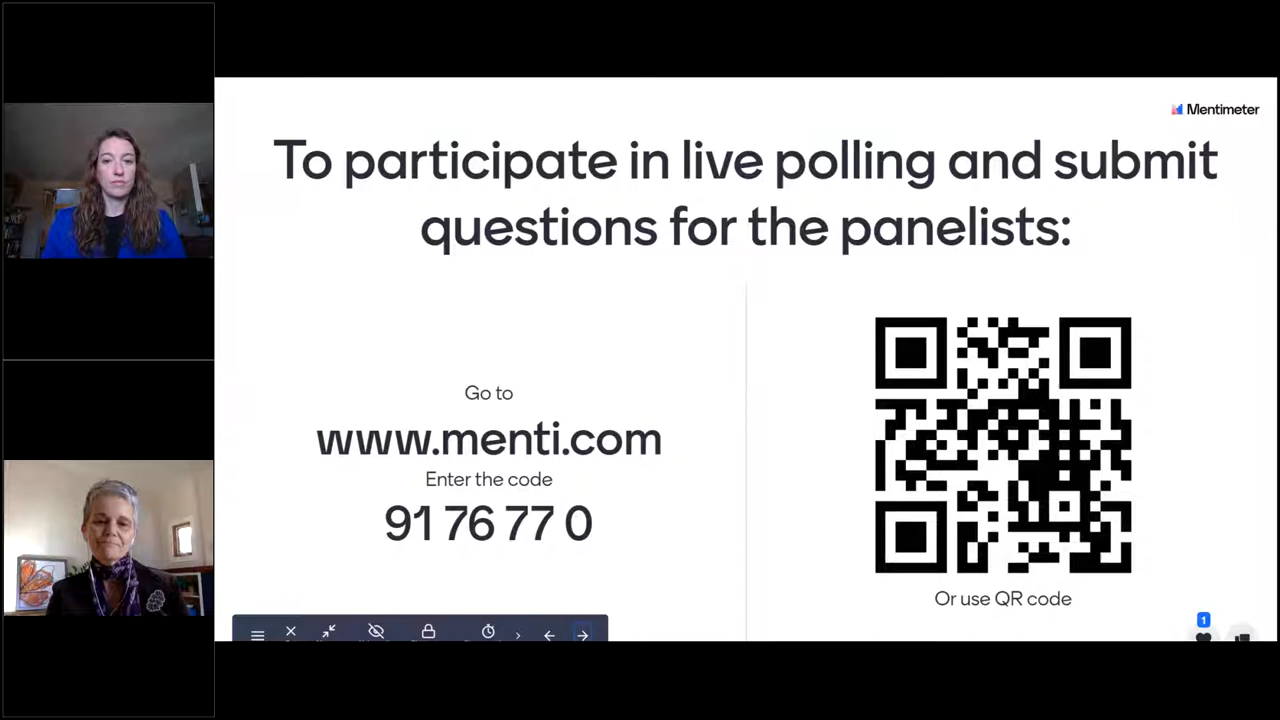 Mentimeter
To participate in live polling and submit
questions for the panelists:
Go to
www.menti.com
Enter the code
91 76 77 0
Or use QR code
1